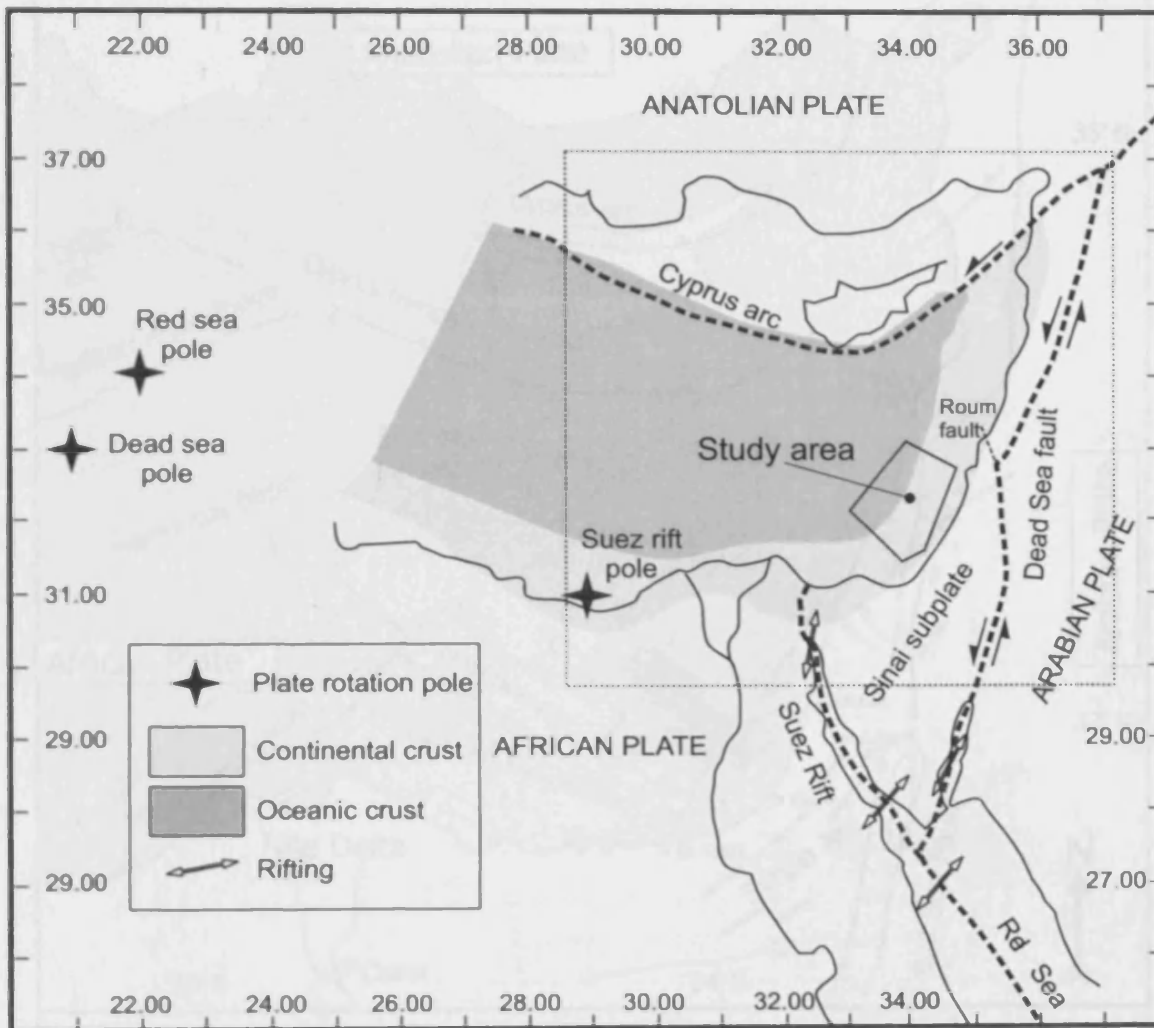 22.00 24.00 26.00 28.00 30.00 32.00 34.00 36.00
ANATOLIAN PLATE
37.00
Cyprus arc
35.00
Red sea
pole
Dead sea
pole
Roum
fault
Study area
Dead Sea fault
Suez rift
pole
31.00
Sinai subplate
ARABIAN PLATE
Plate rotation pole
Continental crust
Oceanic crust
Rifting
29.00
AFRICAN PLATE
Suez Rift
29.00
29.00
27.00
Rd Sea
22.00 24.00 26.00 28.00 30.00 32.00 34.00 36.00